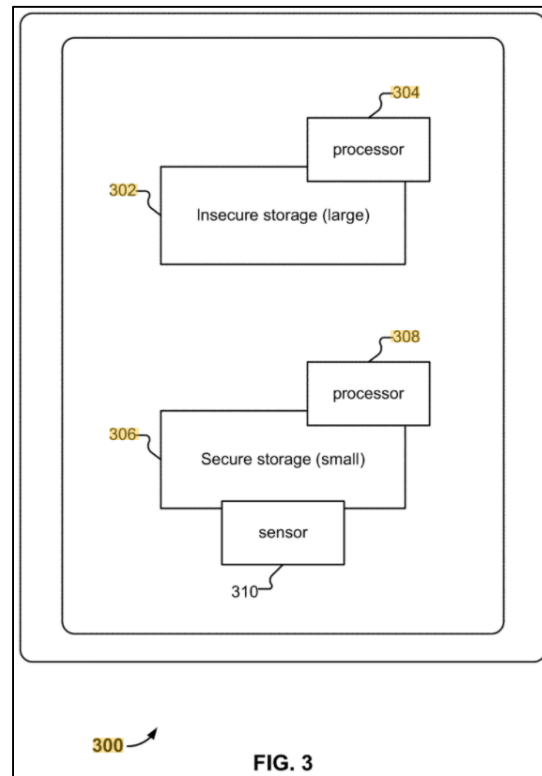 304
processor
302
Insecure storage (large)
308
processor
306
Secure storage (small)
sensor
310
300
FIG. 3